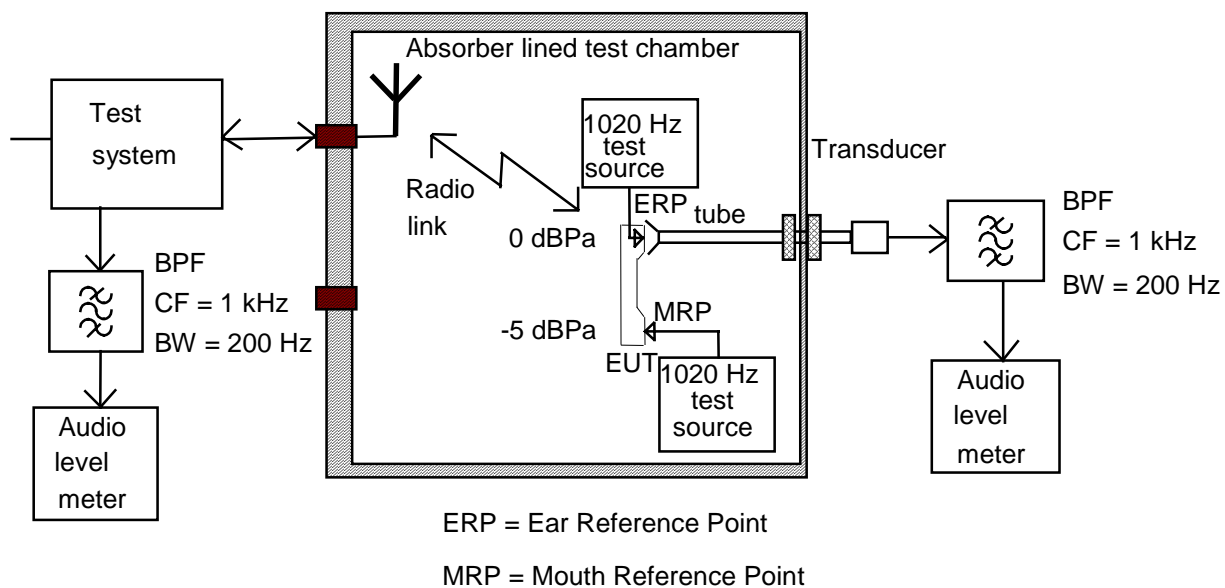 Absorber lined test chamber
Test
system
1020 Hz
test
source
Transducer
Radio
link
ERP
tube
0 dBPa
BPF
CF = 1 kHz
BW = 200 Hz
BPF
CF = 1 kHz
BW = 200 Hz
MRP
-5 dBPa
EUT
1020 Hz
test
source
Audio
level
meter
Audio
level
meter
ERP = Ear Reference Point
MRP = Mouth Reference Point